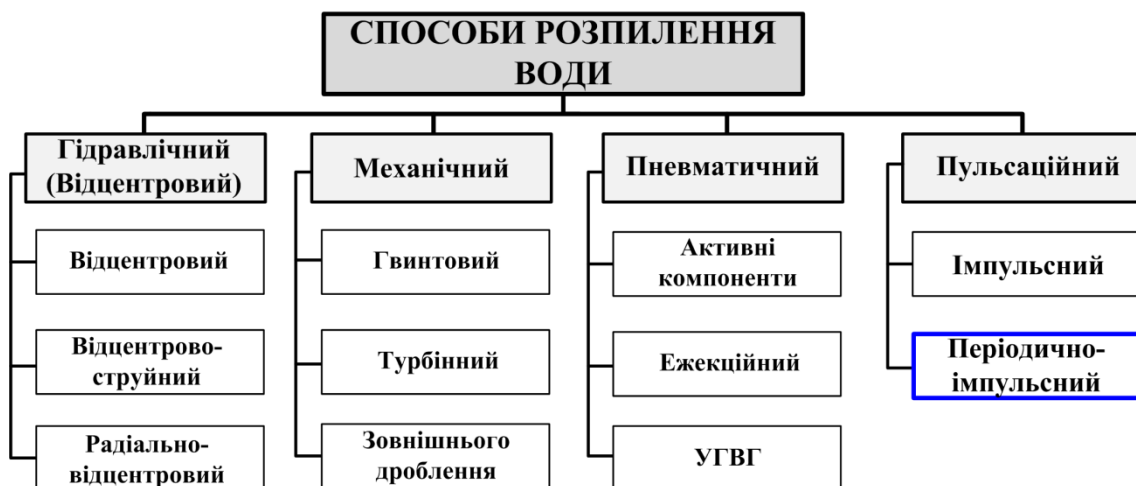 СПОСОБИ РОЗПИЛЕННЯ
ВОДИ
Гідравлічний
(Відцентровий)
Відцентровий
Відцентрово-
струйний
Радіально-
відцентровий
Механічний
Гвинтовий
Турбінний
Зовнішнього
дроблення
Пневматичний
Активні
компоненти
Ежекційний
УГВГ
Пульсаційний
Імпульсний
Періодично-
імпульсний